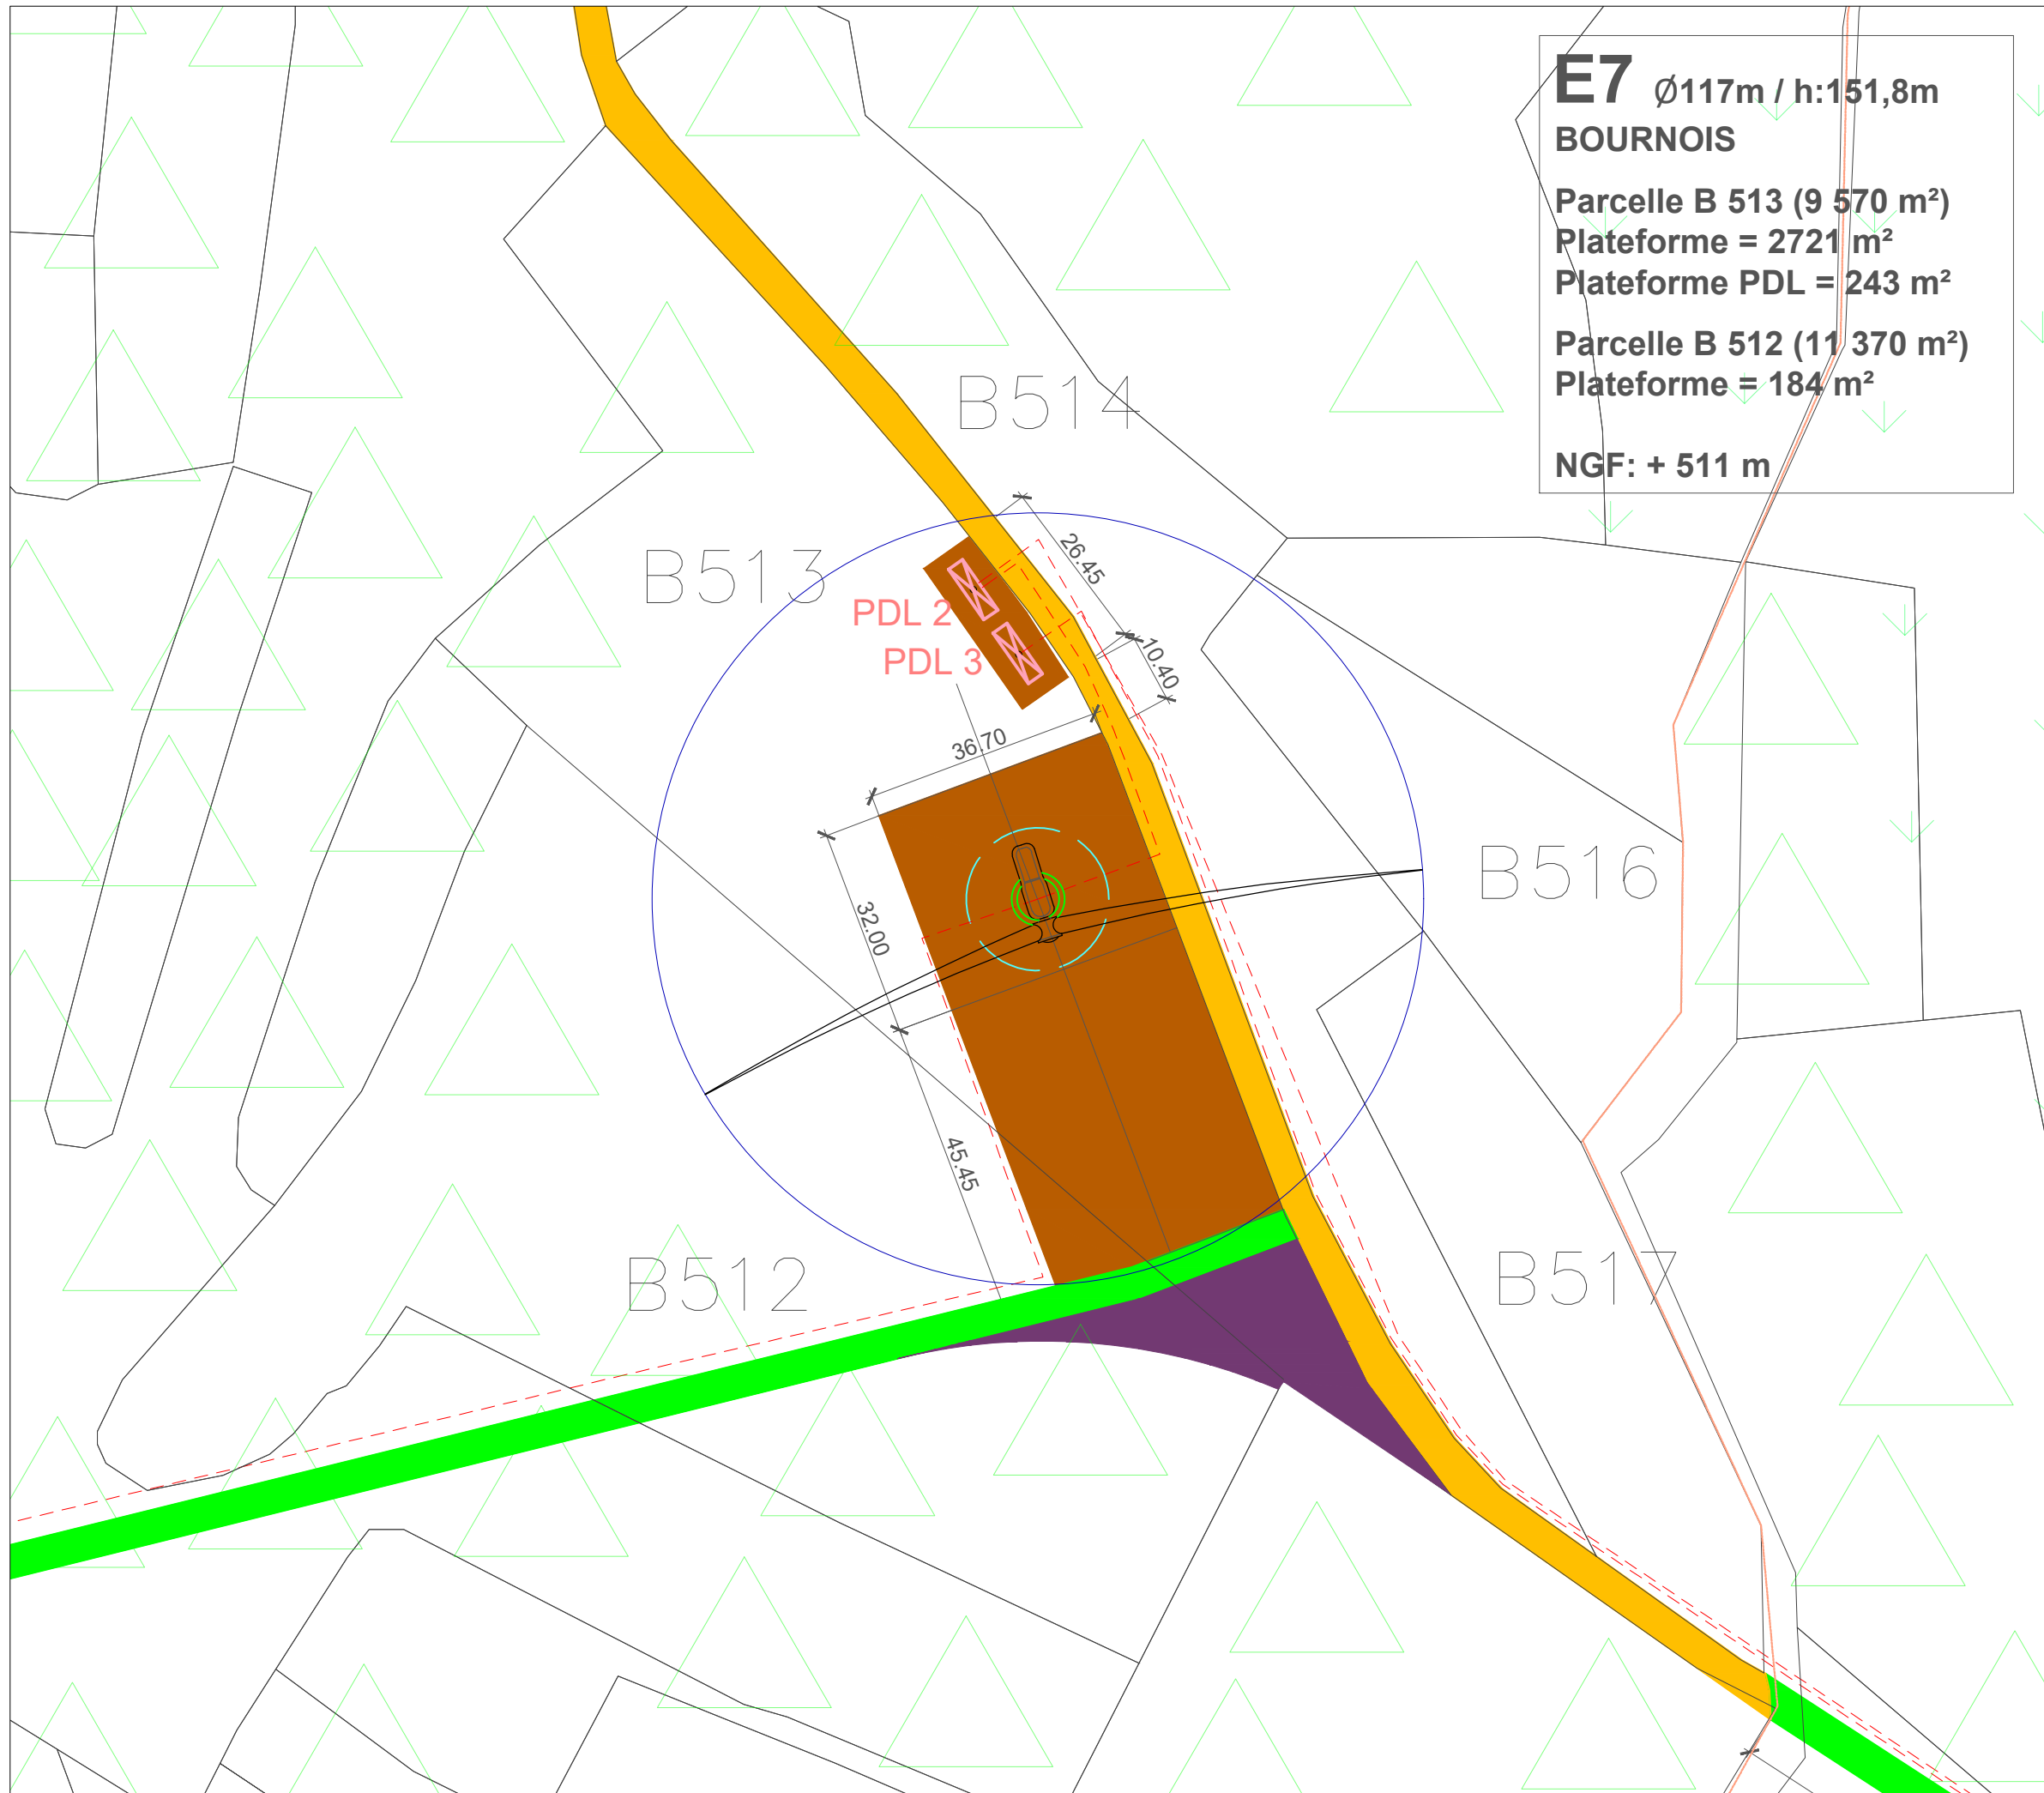 E7 Ø117m / h:151,8m
BOURNOIS
Parcelle B 513 (9 570 m²)
Plateforme = 2721 m²
Plateforme PDL = 243 m²
Parcelle B 512 (11 370 m²)
Plateforme = 184 m²
NGF: + 511 m
B514
B513
26.45
PDL 2
PDL 3
10.40
36.70
B516
32.00
45.45
B512
B517